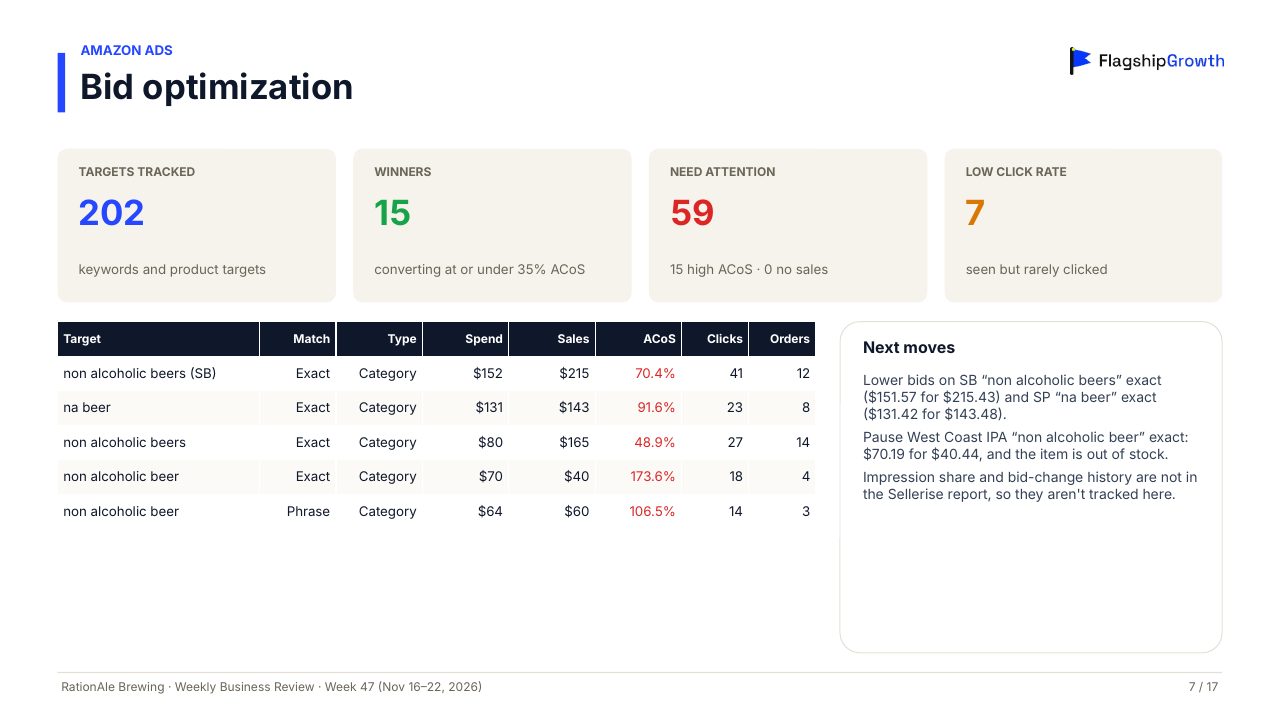 AMAZON ADS
Bid optimization
FlagshipGrowth
TARGETS TRACKED
202
keywords and product targets
WINNERS
15
converting at or under 35% ACoS
NEED ATTENTION
59
15 high ACoS · 0 no sales
LOW CLICK RATE
7
seen but rarely clicked
Target Match Type Spend Sales ACoS Clicks Orders
non alcoholic beers (SB) Exact Category $152 $215 70.4% 41 12
na beer Exact Category $131 $143 91.6% 23 8
non alcoholic beers Exact Category $80 $165 48.9% 27 14
non alcoholic beer Exact Category $70 $40 173.6% 18 4
non alcoholic beer Phrase Category $64 $60 106.5% 14 3
Next moves
Lower bids on SB “non alcoholic beers” exact
($151.57 for $215.43) and SP “na beer” exact
($131.42 for $143.48).
Pause West Coast IPA “non alcoholic beer” exact:
$70.19 for $40.44, and the item is out of stock.
Impression share and bid-change history are not in
the Sellerise report, so they aren't tracked here.
RationAle Brewing · Weekly Business Review · Week 47 (Nov 16–22, 2026)
7 / 17